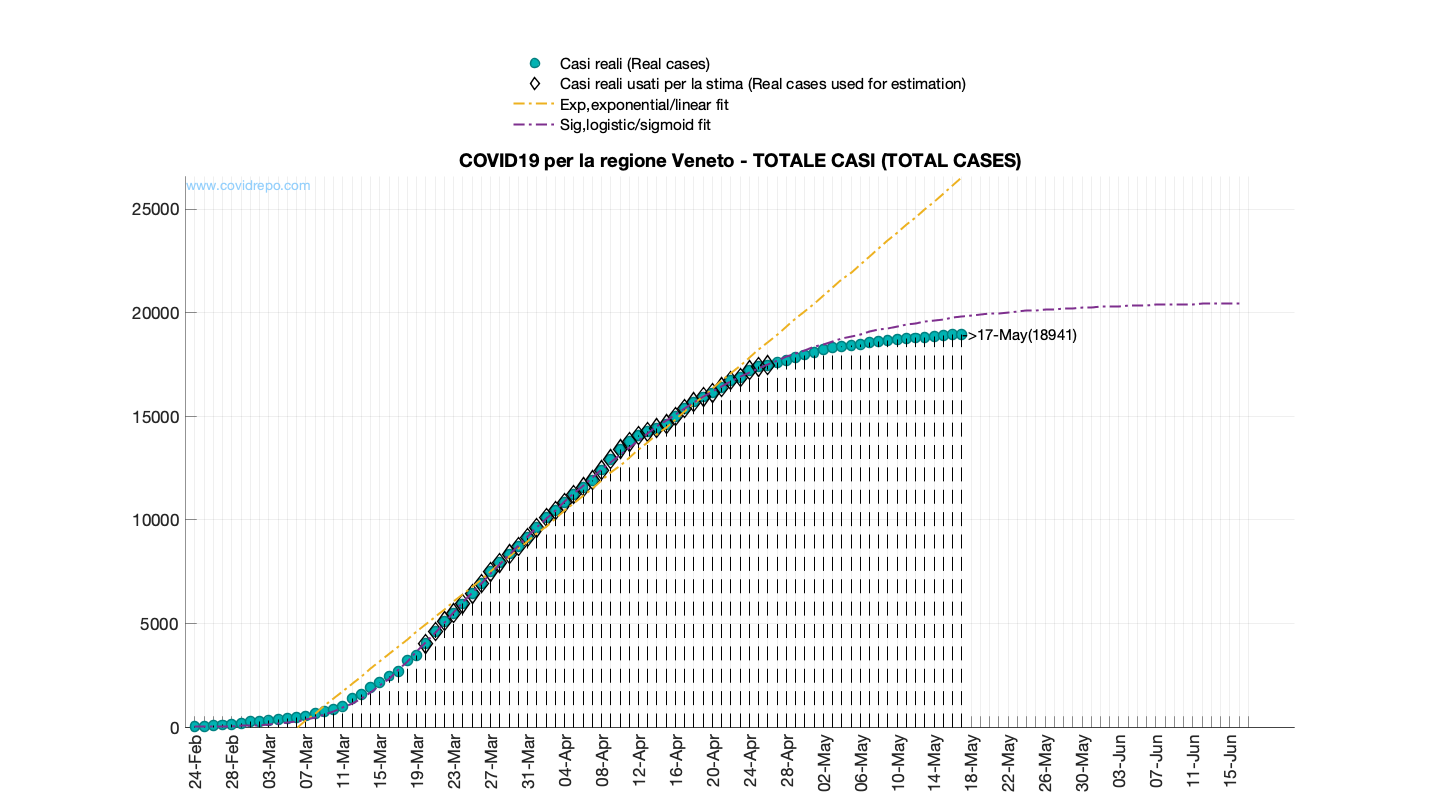 Casi reali (Real cases)
Casi reali usati per la stima (Real cases used for estimation)
Exp,exponential/linear fit
Sig,logistic/sigmoid fit
COVID19 per la regione Veneto - TOTALE CASI (TOTAL CASES)
www.covidrepo.com
25000
20000
>17-May(18941)
15000
10000
5000
0
24-Feb
28-Feb
03-Mar
07-Mar
11-Mar
15-Mar
19-Mar
23-Mar
27-Mar
31-Mar
04-Apr
08-Apr
12-Apr
16-Apr
20-Apr
24-Apr
28-Apr
02-May
06-May
10-May
14-May
18-May
22-May
26-May
30-May
03-Jun
07-Jun
11-Jun
15-Jun